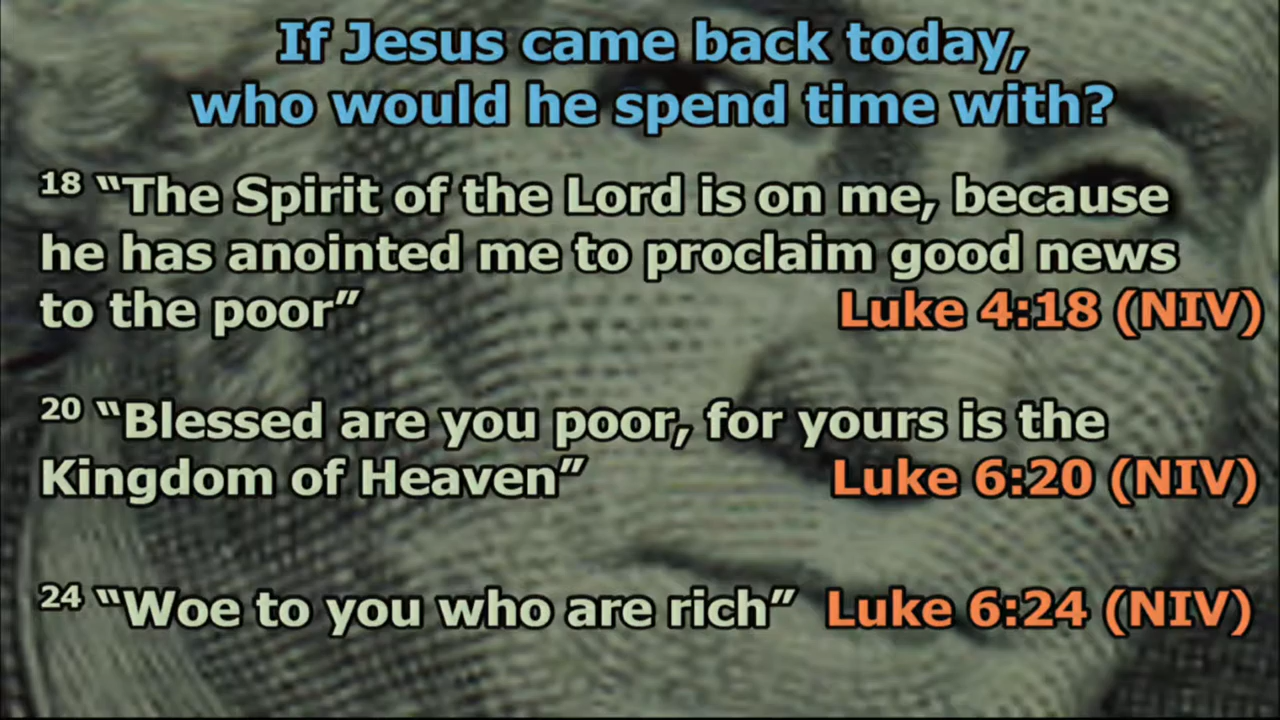 If Jesus came back today,
who would he spend time with?
18 “The Spirit of the Lord is on me, because
he has anointed me to proclaim good news
to the poor” Luke 4:18 (NIV)
20 “Blessed are you poor, for yours is the
Kingdom of Heaven” Luke 6:20 (NIV)
24 “Woe to you who are rich” Luke 6:24 (NIV)